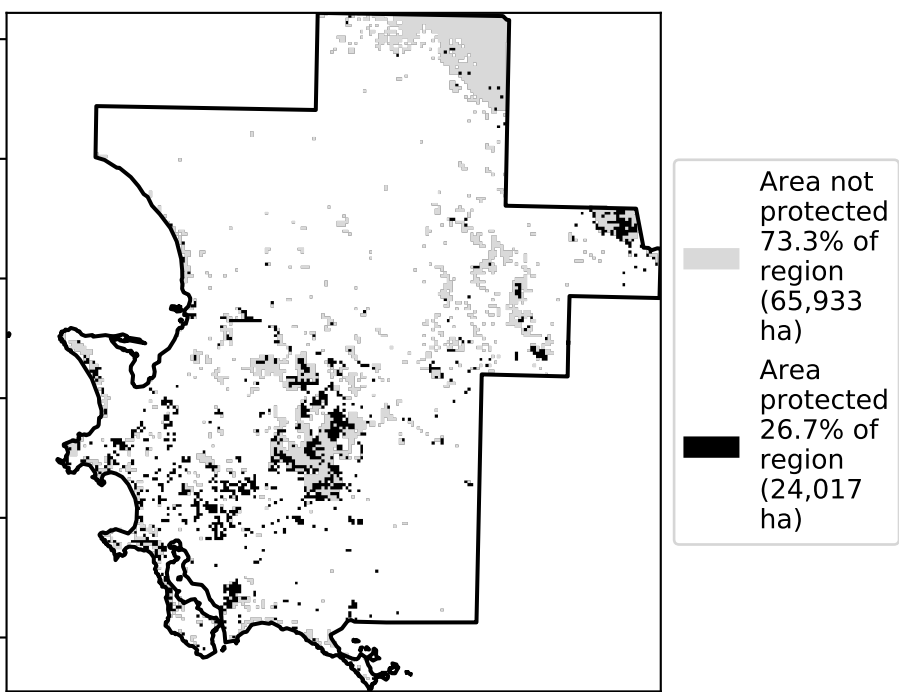 Area not
protected
73.3% of
region
(65,933
ha)
Area
protected
26.7% of
region
(24,017
ha)